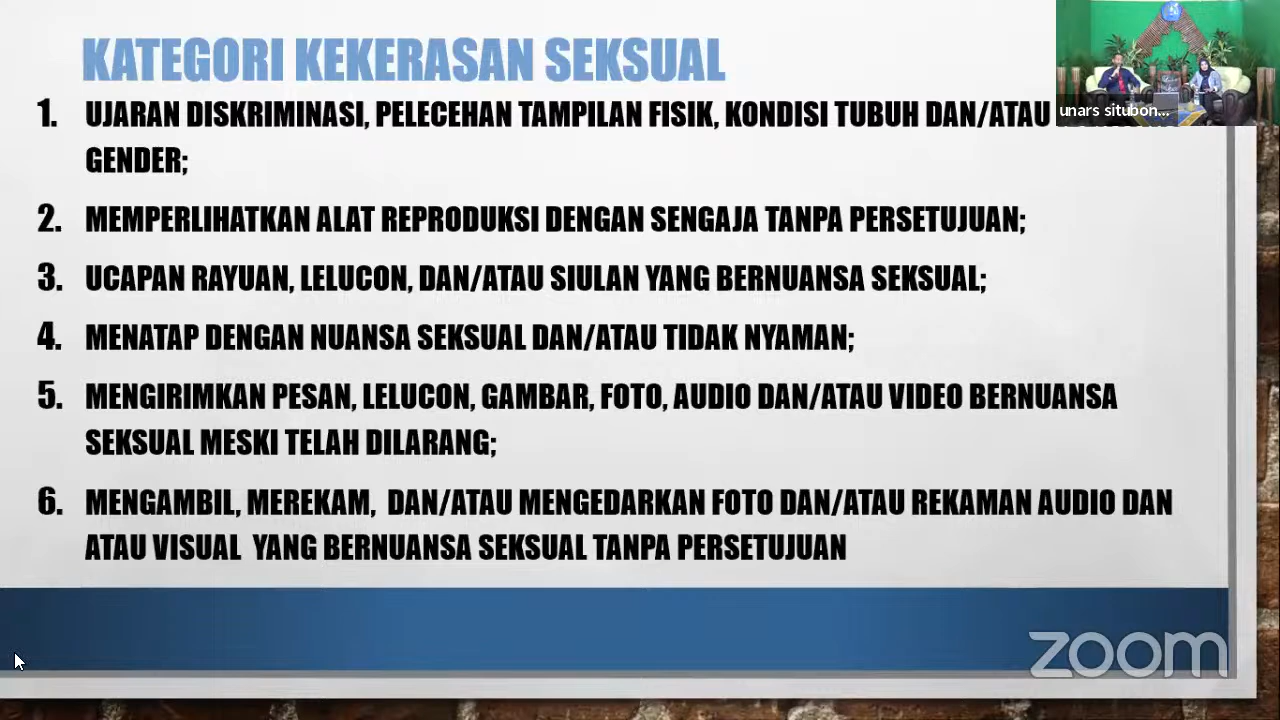 KATEGORI KEKERASAN SEKSUAL
1. UJARAN DISKRIMINASI, PELECEHAN TAMPILAN FISIK, KONDISI TUBUH DAN/ATAU
GENDER;
2. MEMPERLIHATKAN ALAT REPRODUKSI DENGAN SENGAJA TANPA PERSETUJUAN;
3. UCAPAN RAYUAN, LELUCON, DAN/ATAU SIULAN YANG BERNUANSA SEKSUAL;
4. MENATAP DENGAN NUANSA SEKSUAL DAN/ATAU TIDAK NYAMAN;
5. MENGIRIMKAN PESAN, LELUCON, GAMBAR, FOTO, AUDIO DAN/ATAU VIDEO BERNUANSA
SEKSUAL MESKI TELAH DILARANG;
6. MENGAMBIL, MEREKAM, DAN/ATAU MENGEDARKAN FOTO DAN/ATAU REKAMAN AUDIO DAN
ATAU VISUAL YANG BERNUANSA SEKSUAL TANPA PERSETUJUAN
unars situbon...
zoom